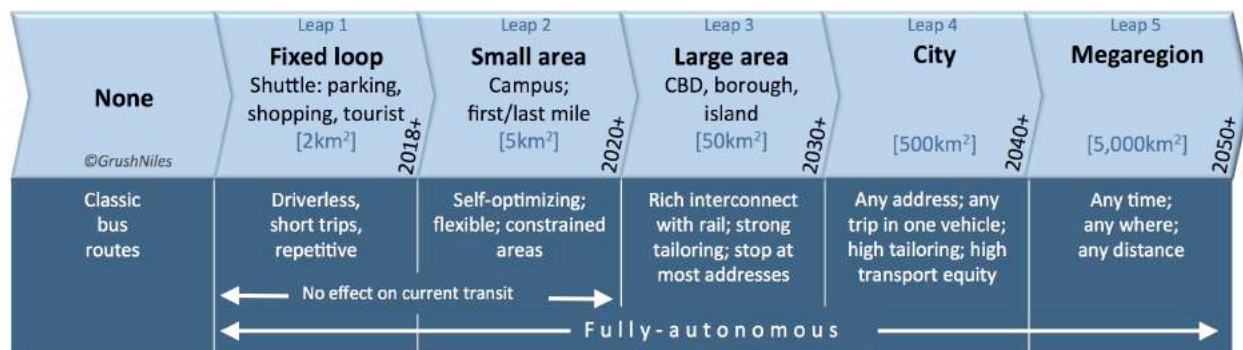 None
©GrushNiles
Leap 1
Fixed loop
Shuttle: parking,
shopping, tourist
[2km²]
2018+
Leap 2
Small area
Campus;
first/last mile
[5km²]
2020+
Leap 3
Large area
CBD, borough,
island
[50km²]
2030+
Leap 4
City
[500km²]
2040+
Leap 5
Megaregion
[5,000km²]
2050+
Classic
bus
routes
Driverless,
short trips,
repetitive
Self-optimizing;
flexible; constrained
areas
Rich interconnect
with rail; strong
tailoring; stop at
most addresses
Any address; any
trip in one vehicle;
high tailoring; high
transport equity
Any time;
any where;
any distance
No effect on current transit
Fully-autonomous